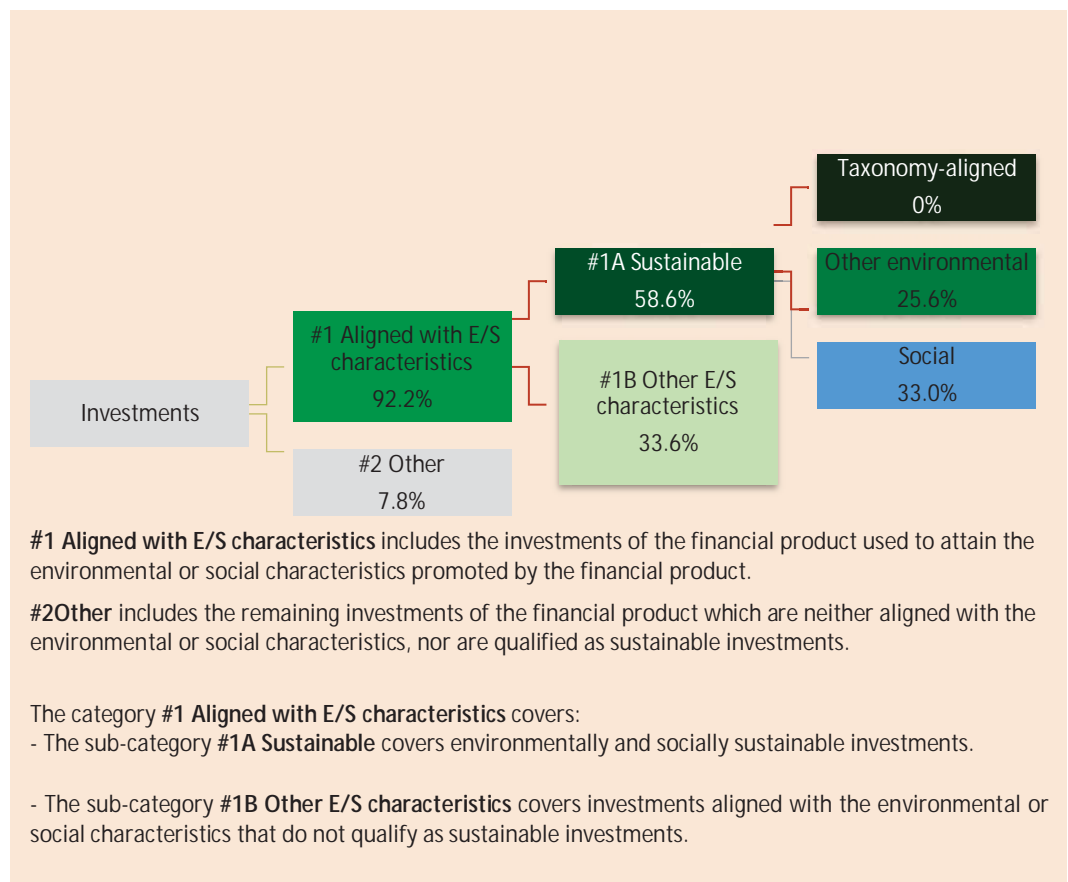 Taxonomy-aligned
0%
#1A Sustainable
58.6%
Other environmental
25.6%
#1 Aligned with E/S
characteristics
92.2%
Social
33.0%
#1B Other E/S
characteristics
33.6%
Investments
#2 Other
7.8%
#1 Aligned with E/S characteristics includes the investments of the financial product used to attain the
environmental or social characteristics promoted by the financial product.
#2Other includes the remaining investments of the financial product which are neither aligned with the
environmental or social characteristics, nor are qualified as sustainable investments.
The category #1 Aligned with E/S characteristics covers:
- The sub-category #1A Sustainable covers environmentally and socially sustainable investments.
- The sub-category #1B Other E/S characteristics covers investments aligned with the environmental or
social characteristics that do not qualify as sustainable investments.